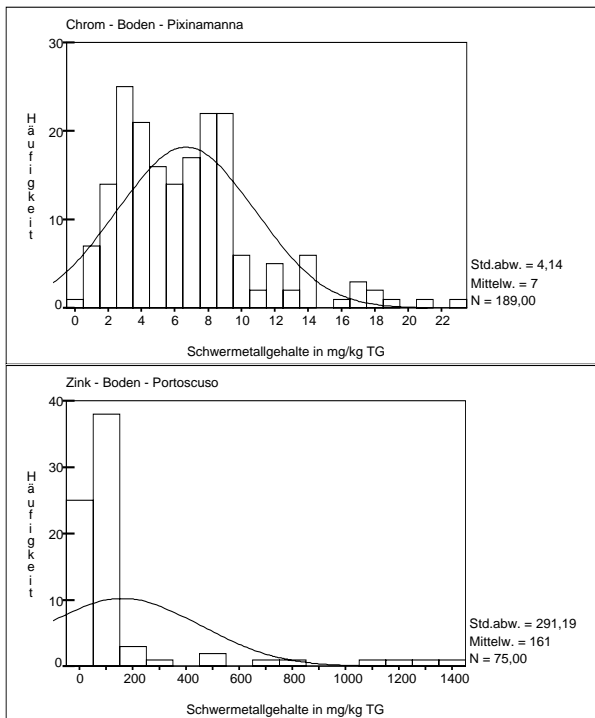 Chrom - Boden - Pixinamanna
30
20
10
0
Häufigkeit
0 2 4 6 8 10 12 14 16 18 20 22
Schwermetallgehalte in mg/kg TG
Std.abw. = 4,14
Mittelw. = 7
N = 189,00
Zink - Boden - Portoscuso
40
30
20
10
0
Häufigkeit
0 200 400 600 800 1000 1200 1400
Schwermetallgehalte in mg/kg TG
Std.abw. = 291,19
Mittelw. = 161
N = 75,00